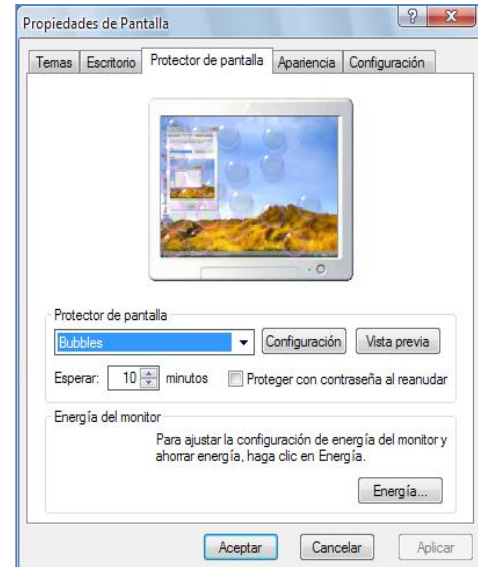 Propiedades de Pantalla
Temas Escritorio Protector de pantalla Apariencia Configuración
Protector de pantalla
Bubbles Configuración Vista previa
Esperar: 10 minutos Proteger con contraseña al reanudar
Energía del monitor
Para ajustar la configuración de energía del monitor y
ahorrar energía, haga clic en Energía.
Energía...
Aceptar Cancelar Aplicar